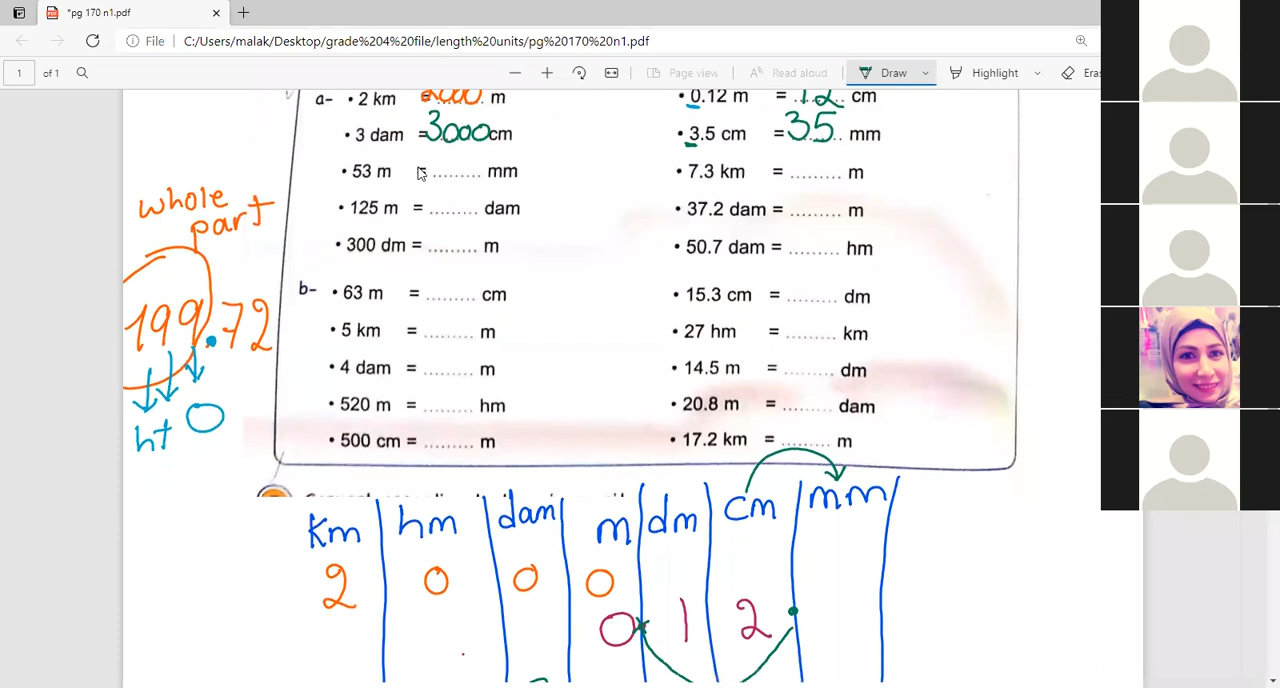 *pg 170 n1.pdf
File C:/Users/malak/Desktop/grade%204%20file/length%20units/pg%20170%20n1.pdf
1 of 1 Page view Read aloud Draw Highlight Eras
a- • 2 km = 2000 m
• 3 dam = 3000 cm
• 53 m = ......... mm
• 125 m = ......... dam
• 300 dm = ......... m
• 0.12 m = 12 cm
• 3.5 cm = 35 mm
• 7.3 km = ......... m
• 37.2 dam = ......... m
• 50.7 dam = ......... hm
b- • 63 m = ......... cm
• 5 km = ......... m
• 4 dam = ......... m
• 520 m = ......... hm
• 500 cm = ......... m
• 15.3 cm = ......... dm
• 27 hm = ......... km
• 14.5 m = ......... dm
• 20.8 m = ......... dam
• 17.2 km = ......... m
whole
part
199.72
h t O
km hm dam m dm cm mm
2 0 0 0
0 1 2